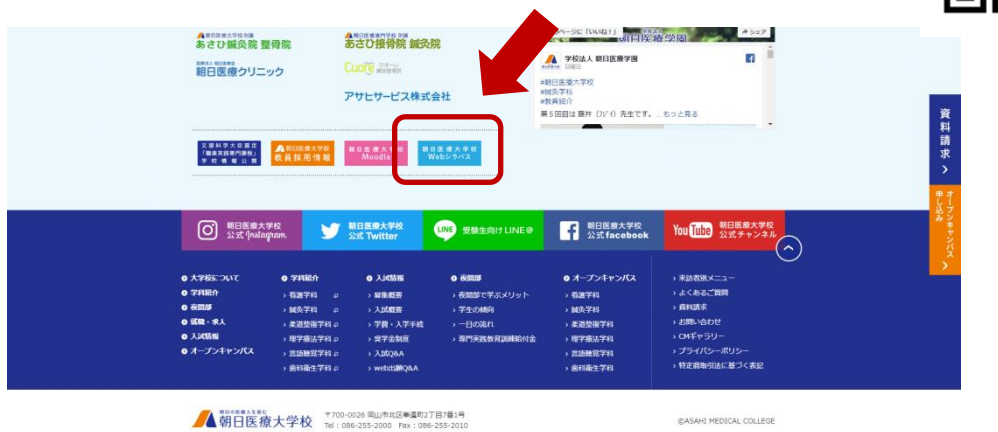 朝日医療大学校附属
あさひ鍼灸院 整骨院
朝日医療専門学校 附属
あさひ接骨院 鍼灸院
朝日医療クリニック
Cuore クオーレ
アサヒサービス株式会社
朝日医療学園
シェア
学校法人 朝日医療学園
日曜日
#朝日医療大学校
#鍼灸学科
#教員紹介
もっと見る
文部科学大臣認定
「職業実践専門課程」
学校情報公開
朝日医療大学校
教員採用情報
朝日医療大学校
Moodle
朝日医療大学校
Webシラバス
資料請求
オープンキャンパス
申し込み
朝日医療大学校
公式 Instagram
朝日医療大学校
公式 Twitter
LINE 受験生向け LINE@
朝日医療大学校
公式 facebook
YouTube 朝日医療大学校
公式チャンネル
大学校について
学科紹介
夜間部
就職・求人
入試情報
オープンキャンパス
学科紹介
看護学科
鍼灸学科
柔道整復学科
理学療法学科
言語聴覚学科
歯科衛生学科
入試情報
募集概要
入試概要
学費・入学手続
奨学金制度
入試Q&A
web出願Q&A
夜間部
夜間部で学ぶメリット
学生の傾向
一日の流れ
専門実践教育訓練給付金
オープンキャンパス
看護学科
鍼灸学科
柔道整復学科
理学療法学科
言語聴覚学科
歯科衛生学科
来訪者別メニュー
よくあるご質問
資料請求
お問い合わせ
CMギャラリー
プライバシーポリシー
特定商取引法に基づく表記
明日の医療人を育む
朝日医療大学校
〒700-0026 岡山市北区奉還町2丁目7番1号
Tel : 086-255-2000 Fax : 086-255-2010
©ASAHI MEDICAL COLLEGE